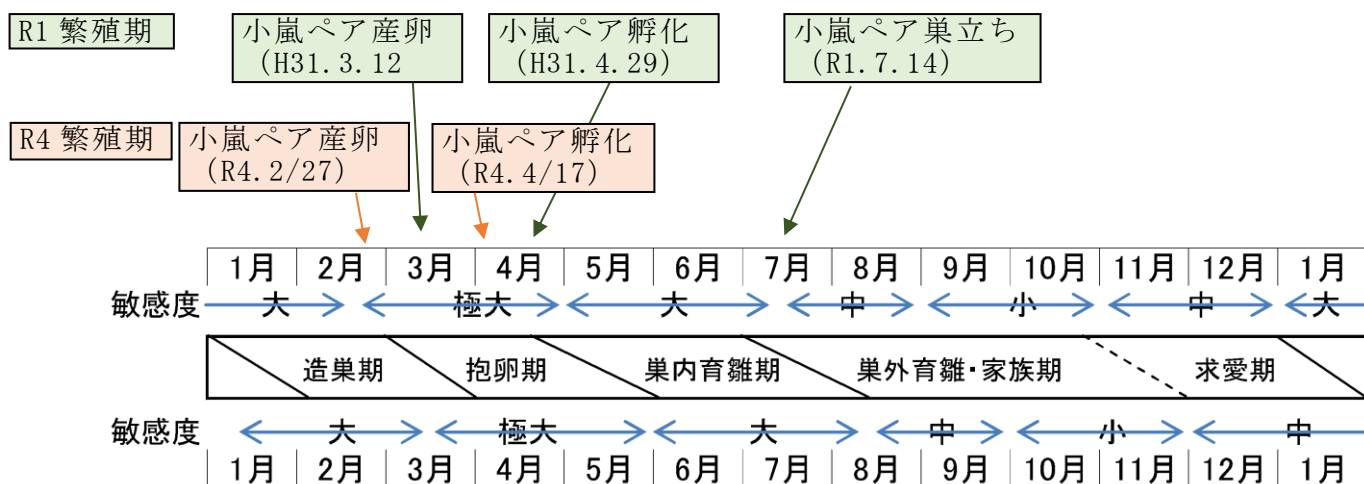 R1 繁殖期
小嵐ペア産卵
(H31.3.12
小嵐ペア孵化
(H31.4.29)
小嵐ペア巣立ち
(R1.7.14)
R4 繁殖期
小嵐ペア産卵
(R4.2/27)
小嵐ペア孵化
(R4.4/17)
1月 2月 3月 4月 5月 6月 7月 8月 9月 10月 11月 12月 1月
敏感度 大 極大 大 中 小 中 大
造巣期 抱卵期 巣内育雛期 巣外育雛・家族期 求愛期
敏感度 大 極大 大 中 小 中
1月 2月 3月 4月 5月 6月 7月 8月 9月 10月 11月 12月 1月